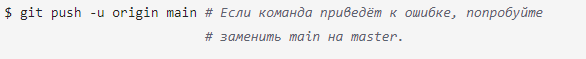 $ git push -u origin main # Если команда приведёт к ошибке, попробуйте
# заменить main на master.